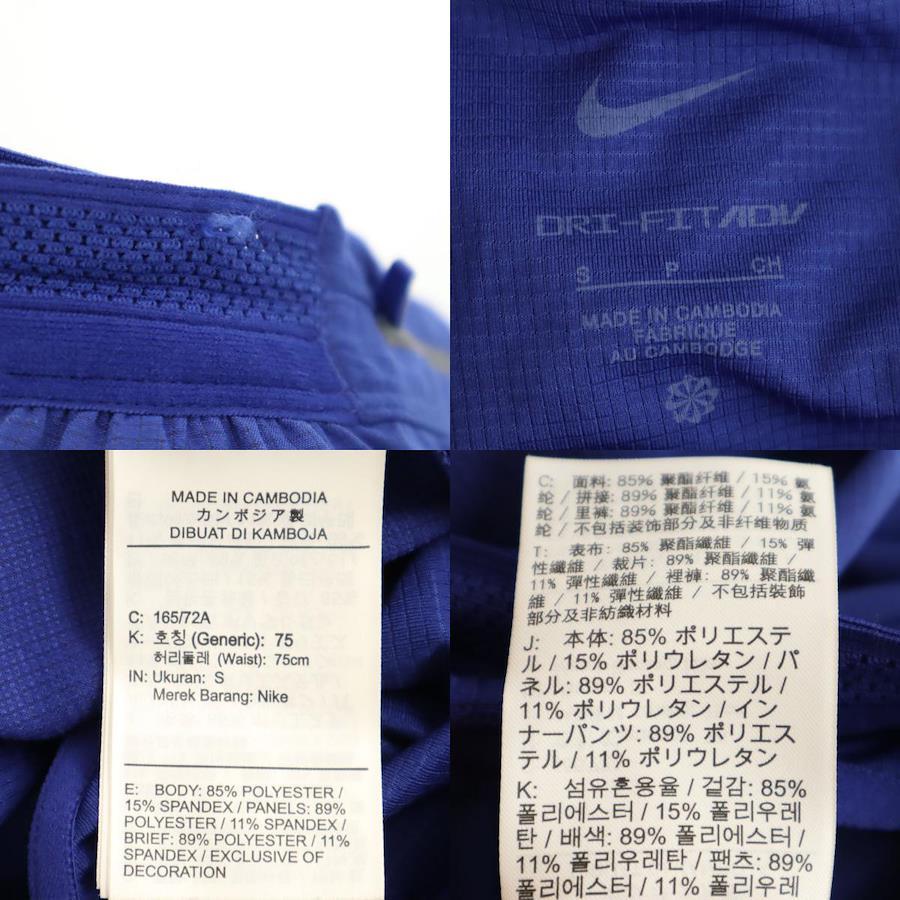 DRI-FIT ADV
S P CH
MADE IN CAMBODIA
FABRIQUE
AU CAMBODGE
MADE IN CAMBODIA
カンボジア製
DIBUAT DI KAMBOJA
C: 165/72A
K: 호칭 (Generic): 75
허리둘레 (Waist): 75cm
IN: Ukuran: S
Merek Barang: Nike
E: BODY: 85% POLYESTER /
15% SPANDEX / PANELS: 89%
POLYESTER / 11% SPANDEX /
BRIEF: 89% POLYESTER / 11%
SPANDEX / EXCLUSIVE OF
DECORATION
C: 面料: 85% 聚酯纤维 / 15% 氨
纶 / 拼接: 89% 聚酯纤维 / 11% 氨
纶 / 里裤: 89% 聚酯纤维 / 11% 氨
纶 / 不包括装饰部分及非纤维物质
T: 表布: 85% 聚酯纖維 / 15% 彈
性纖維 / 裁片: 89% 聚酯纖維 /
11% 彈性纖維 / 裡褲: 89% 聚酯纖
維 / 11% 彈性纖維 / 不包括裝飾
部分及非紡織材料
J: 本体: 85% ポリエステ
ル / 15% ポリウレタン / パ
ネル: 89% ポリエステル /
11% ポリウレタン / イン
ナーパンツ: 89% ポリエス
テル / 11% ポリウレタン
K: 섬유혼용율 / 겉감: 85%
폴리에스터 / 15% 폴리우레
탄 / 배색: 89% 폴리에스터 /
11% 폴리우레탄 / 팬츠: 89%
폴리에스터 / 11% 폴리우레